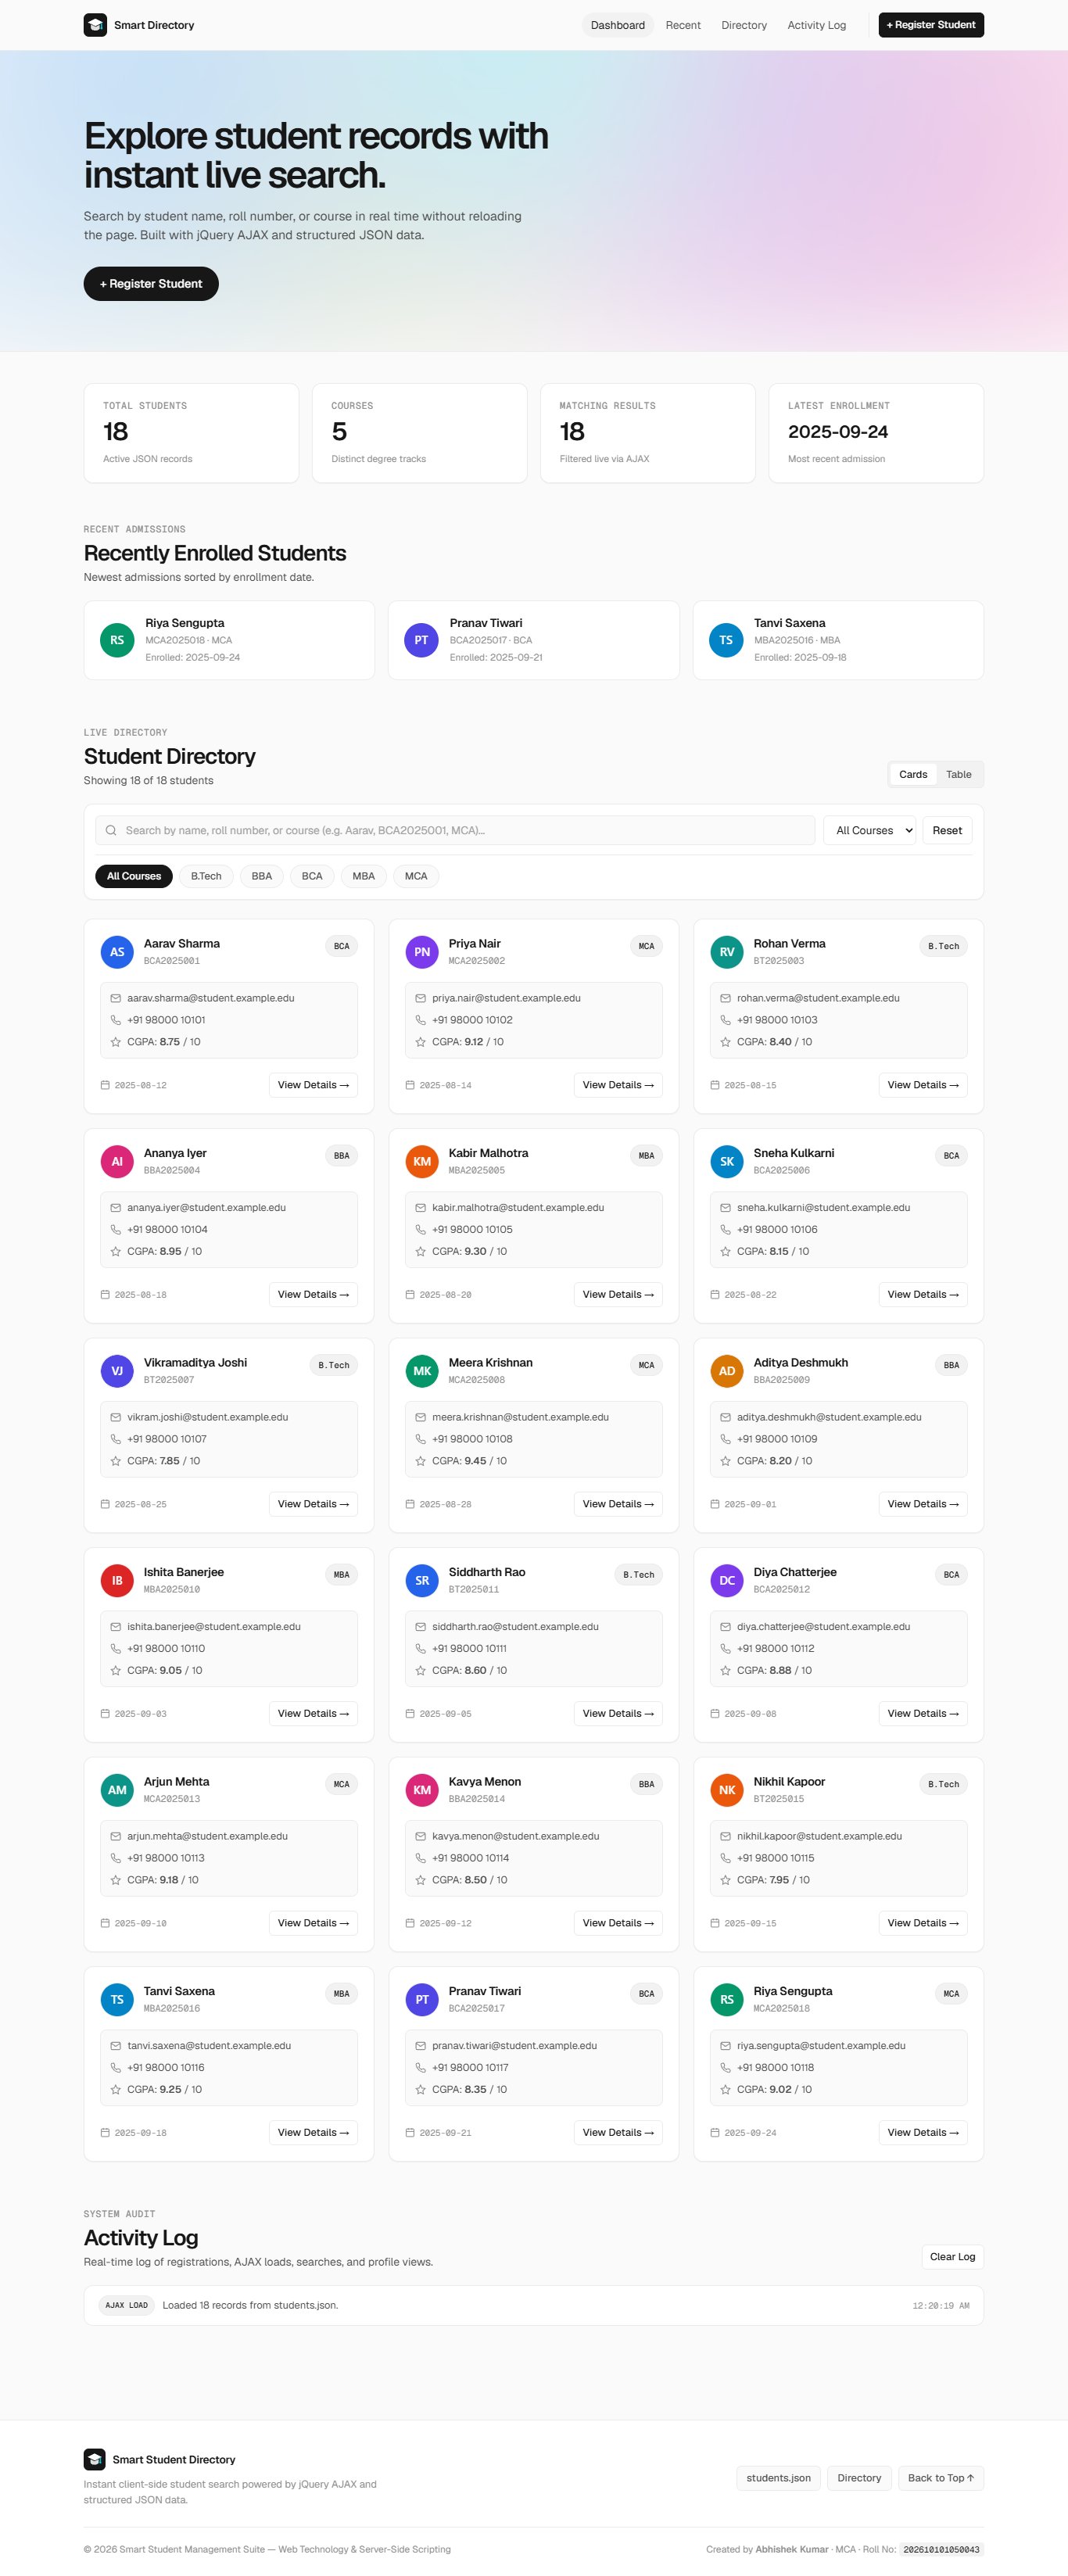 Smart Directory
Dashboard Recent Directory Activity Log + Register Student
Explore student records with
instant live search.
Search by student name, roll number, or course in real time without reloading
the page. Built with jQuery AJAX and structured JSON data.
+ Register Student
TOTAL STUDENTS
18
Active JSON records
COURSES
5
Distinct degree tracks
MATCHING RESULTS
18
Filtered live via AJAX
LATEST ENROLLMENT
2025-09-24
Most recent admission
RECENT ADMISSIONS
Recently Enrolled Students
Newest admissions sorted by enrollment date.
RS
Riya Sengupta
MCA2025018 · MCA
Enrolled: 2025-09-24
PT
Pranav Tiwari
BCA2025017 · BCA
Enrolled: 2025-09-21
TS
Tanvi Saxena
MBA2025016 · MBA
Enrolled: 2025-09-18
LIVE DIRECTORY
Student Directory
Showing 18 of 18 students
Cards Table
Search by name, roll number, or course (e.g. Aarav, BCA2025001, MCA)...
All Courses
Reset
All Courses B.Tech BBA BCA MBA MCA
AS
Aarav Sharma
BCA2025001
BCA
aarav.sharma@student.example.edu
+91 98000 10101
CGPA: 8.75 / 10
2025-08-12
View Details →
PN
Priya Nair
MCA2025002
MCA
priya.nair@student.example.edu
+91 98000 10102
CGPA: 9.12 / 10
2025-08-14
View Details →
RV
Rohan Verma
BT2025003
B.Tech
rohan.verma@student.example.edu
+91 98000 10103
CGPA: 8.40 / 10
2025-08-15
View Details →
AI
Ananya Iyer
BBA2025004
BBA
ananya.iyer@student.example.edu
+91 98000 10104
CGPA: 8.95 / 10
2025-08-18
View Details →
KM
Kabir Malhotra
MBA2025005
MBA
kabir.malhotra@student.example.edu
+91 98000 10105
CGPA: 9.30 / 10
2025-08-20
View Details →
SK
Sneha Kulkarni
BCA2025006
BCA
sneha.kulkarni@student.example.edu
+91 98000 10106
CGPA: 8.15 / 10
2025-08-22
View Details →
VJ
Vikramaditya Joshi
BT2025007
B.Tech
vikram.joshi@student.example.edu
+91 98000 10107
CGPA: 7.85 / 10
2025-08-25
View Details →
MK
Meera Krishnan
MCA2025008
MCA
meera.krishnan@student.example.edu
+91 98000 10108
CGPA: 9.45 / 10
2025-08-28
View Details →
AD
Aditya Deshmukh
BBA2025009
BBA
aditya.deshmukh@student.example.edu
+91 98000 10109
CGPA: 8.20 / 10
2025-09-01
View Details →
IB
Ishita Banerjee
MBA2025010
MBA
ishita.banerjee@student.example.edu
+91 98000 10110
CGPA: 9.05 / 10
2025-09-03
View Details →
SR
Siddharth Rao
BT2025011
B.Tech
siddharth.rao@student.example.edu
+91 98000 10111
CGPA: 8.60 / 10
2025-09-05
View Details →
DC
Diya Chatterjee
BCA2025012
BCA
diya.chatterjee@student.example.edu
+91 98000 10112
CGPA: 8.88 / 10
2025-09-08
View Details →
AM
Arjun Mehta
MCA2025013
MCA
arjun.mehta@student.example.edu
+91 98000 10113
CGPA: 9.18 / 10
2025-09-10
View Details →
KM
Kavya Menon
BBA2025014
BBA
kavya.menon@student.example.edu
+91 98000 10114
CGPA: 8.50 / 10
2025-09-12
View Details →
NK
Nikhil Kapoor
BT2025015
B.Tech
nikhil.kapoor@student.example.edu
+91 98000 10115
CGPA: 7.95 / 10
2025-09-15
View Details →
TS
Tanvi Saxena
MBA2025016
MBA
tanvi.saxena@student.example.edu
+91 98000 10116
CGPA: 9.25 / 10
2025-09-18
View Details →
PT
Pranav Tiwari
BCA2025017
BCA
pranav.tiwari@student.example.edu
+91 98000 10117
CGPA: 8.35 / 10
2025-09-21
View Details →
RS
Riya Sengupta
MCA2025018
MCA
riya.sengupta@student.example.edu
+91 98000 10118
CGPA: 9.02 / 10
2025-09-24
View Details →
SYSTEM AUDIT
Activity Log
Real-time log of registrations, AJAX loads, searches, and profile views.
Clear Log
AJAX LOAD Loaded 18 records from students.json. 12:20:19 AM
Smart Student Directory
Instant client-side student search powered by jQuery AJAX and
structured JSON data.
students.json Directory Back to Top ↑
© 2026 Smart Student Management Suite — Web Technology & Server-Side Scripting
Created by Abhishek Kumar · MCA · Roll No: 202610101050043